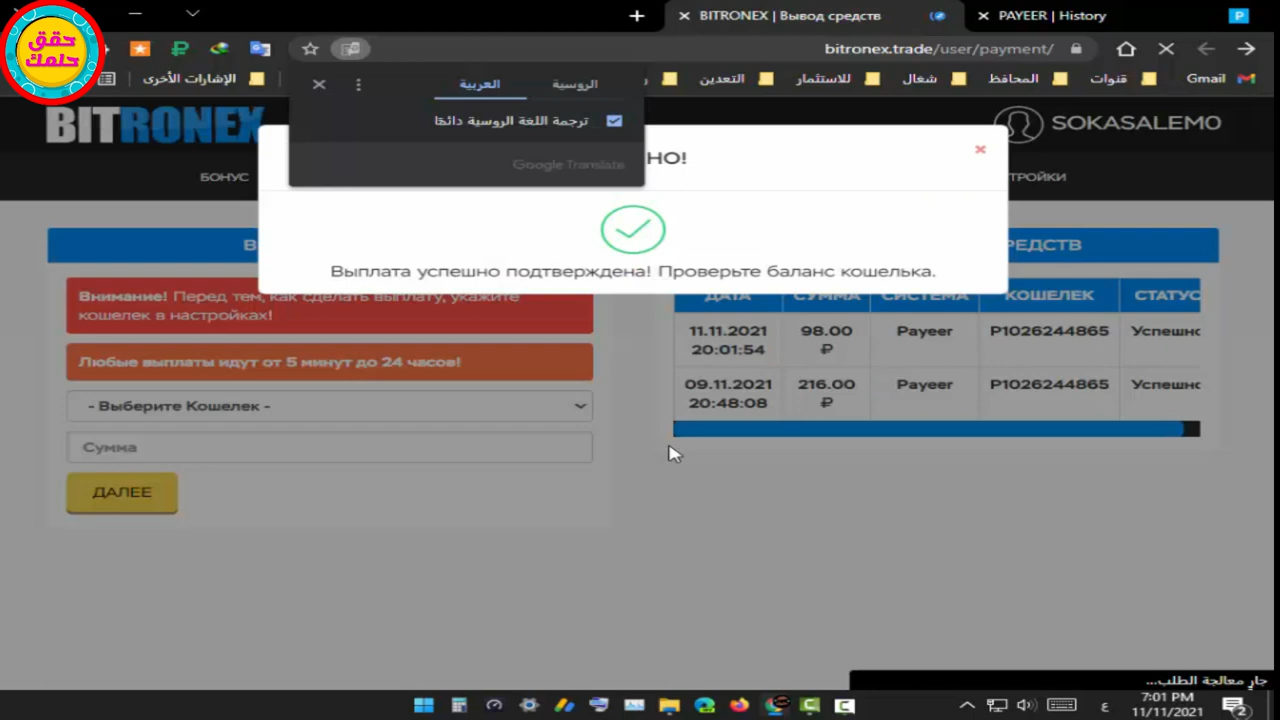 حقق
حلمك
BITRONEX | Вывод средств
PAYEER | History
P
bitronex.trade/user/payment/
الإشارات الأخرى
التعدين
للاستثمار
شغال
المحافظ
قنوات
Gmail
العربية
الروسية
ترجمة اللغة الروسية دائمًا
Google Translate
BITRONEX
SOKASALEM0
НО!
БОНУС
ТРОЙКИ
В
РЕДСТВ
Выплата успешно подтверждена! Проверьте баланс кошелька.
Внимание! Перед тем, как сделать выплату, укажите
кошелек в настройках!
Любые выплаты идут от 5 минут до 24 часов!
- Выберите Кошелек -
Сумма
ДАЛЕЕ
ДАТА СУММА СИСТЕМА КОШЕЛЕК СТАТУС
11.11.2021 98.00 Payeer P1026244865 Успешно
20:01:54 ₽
09.11.2021 216.00 Payeer P1026244865 Успешно
20:48:08 ₽
جارٍ معالجة الطلب...
7:01 PM
ع
11/11/2021
2